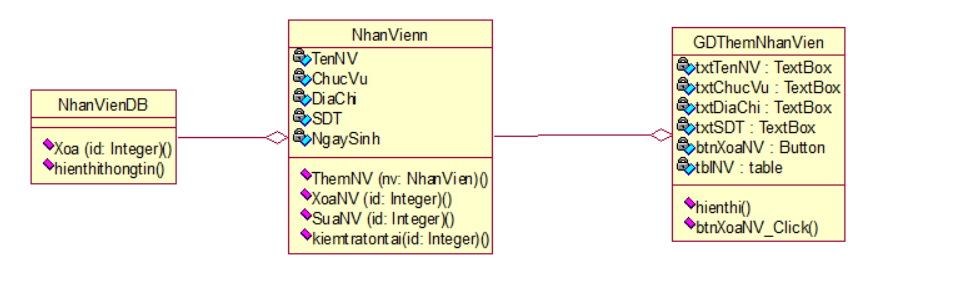 NhanVienDB
Xoa (id: Integer)()
hienthithongtin()
NhanVienn
TenNV
ChucVu
DiaChi
SDT
NgaySinh
ThemNV (nv: NhanVien)()
XoaNV (id: Integer)()
SuaNV (id: Integer)()
kiemtratontai(id: Integer)()
GDThemNhanVien
txtTenNV : TextBox
txtChucVu : TextBox
txtDiaChi : TextBox
txtSDT : TextBox
btnXoaNV : Button
tblNV : table
hienthi()
btnXoaNV_Click()